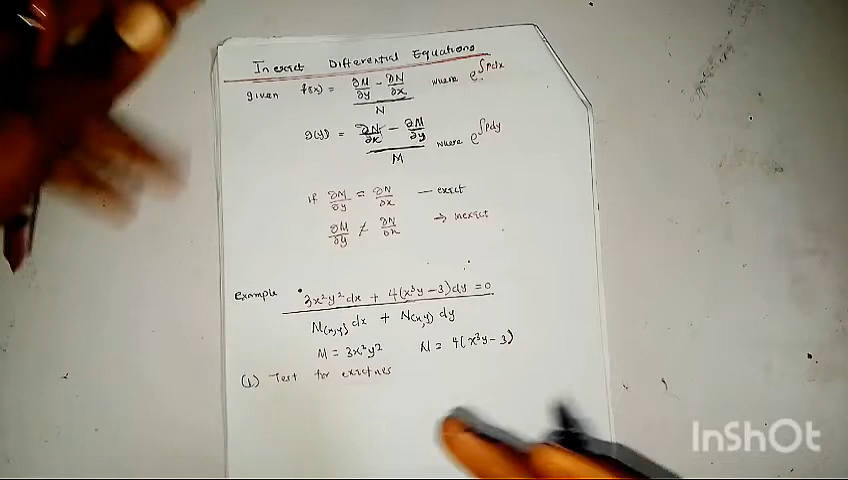 Inexact Differential Equations
given f(x) = (∂M/∂y - ∂N/∂x)/N where e^∫Pdx
g(y) = (∂N/∂x - ∂M/∂y)/M where e^∫Pdy
if ∂M/∂y = ∂N/∂x — exact
∂M/∂y ≠ ∂N/∂x → inexact
Example 3x²y²dx + 4(x³y-3)dy = 0
M(x,y) dx + N(x,y) dy
M = 3x²y² N = 4(x³y-3)
(1) Test for exactnes
InShOt